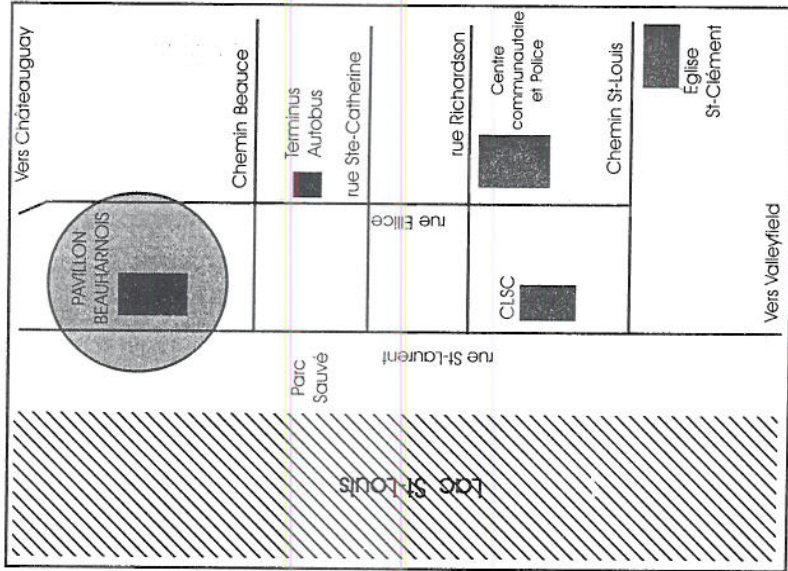 Vers Châteauguay
PAVILLON
BEAUHARNOIS
Chemin Beauce
Terminus
Autobus
rue Ste-Catherine
rue Ellice
rue Richardson
Centre
communautaire
et Police
Chemin St-Louis
Église
St-Clément
CLSC
Vers Valleyfield
rue St-Laurent
Parc
Sauvé
Lac St-Louis